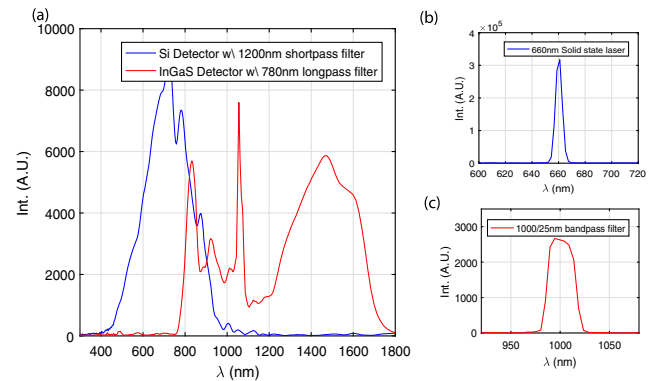 (a)
Si Detector w\ 1200nm shortpass filter
InGaS Detector w\ 780nm longpass filter
Int. (A.U.)
10000
8000
6000
4000
2000
0
400 600 800 1000 1200 1400 1600 1800
λ (nm)
(b)
×10⁵
660nm Solid state laser
Int. (A.U.)
4
3
2
1
0
600 620 640 660 680 700 720
λ (nm)
(c)
1000/25nm bandpass filter
Int. (A.U.)
3000
2000
1000
0
950 1000 1050
λ (nm)